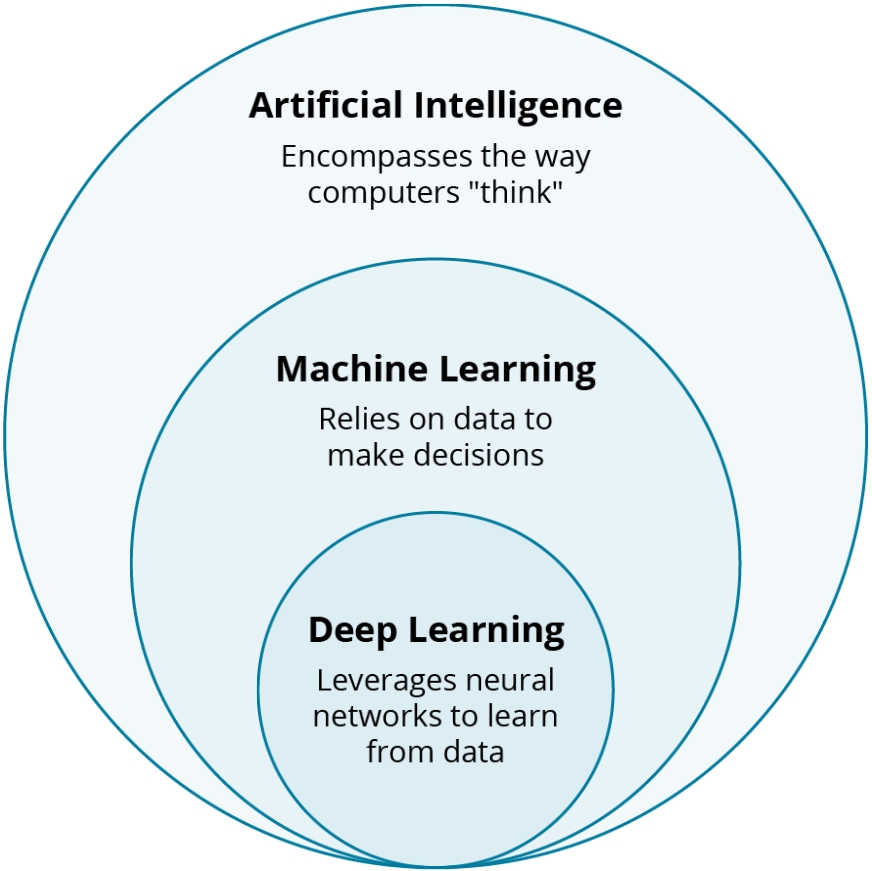 Artificial Intelligence
Encompasses the way
computers "think"
Machine Learning
Relies on data to
make decisions
Deep Learning
Leverages neural
networks to learn
from data